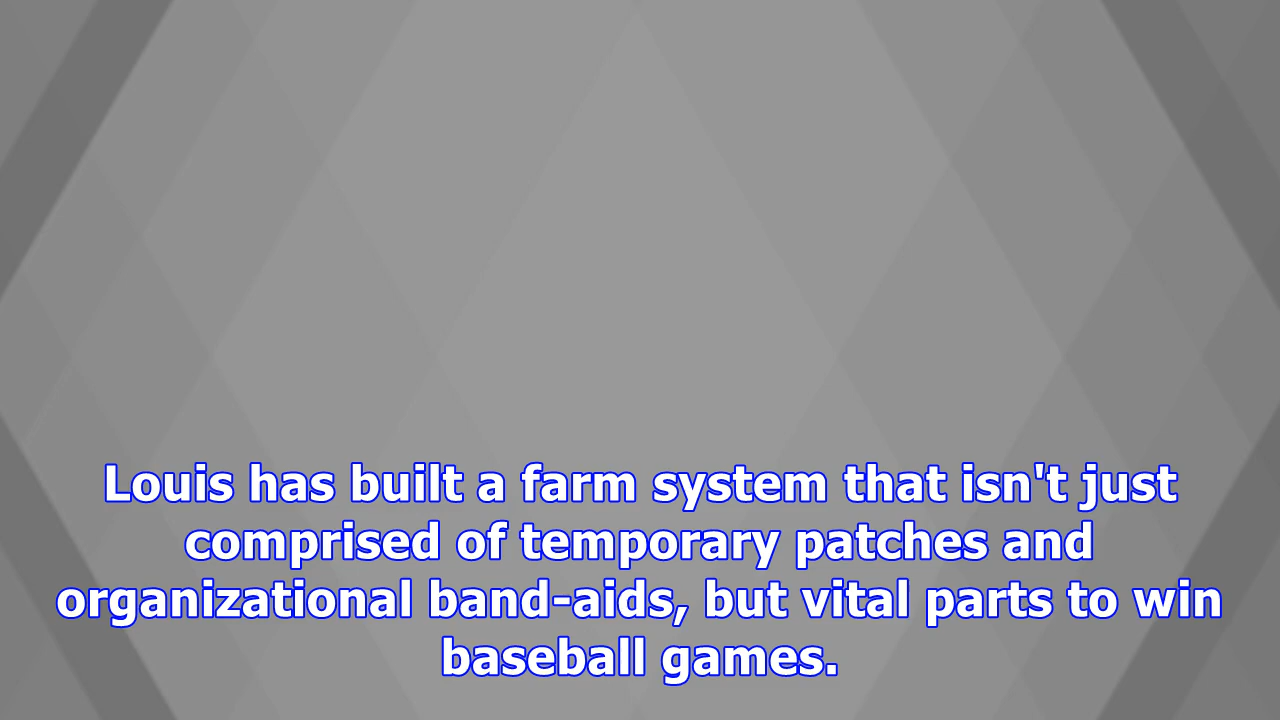 Louis has built a farm system that isn't just
comprised of temporary patches and
organizational band-aids, but vital parts to win
baseball games.